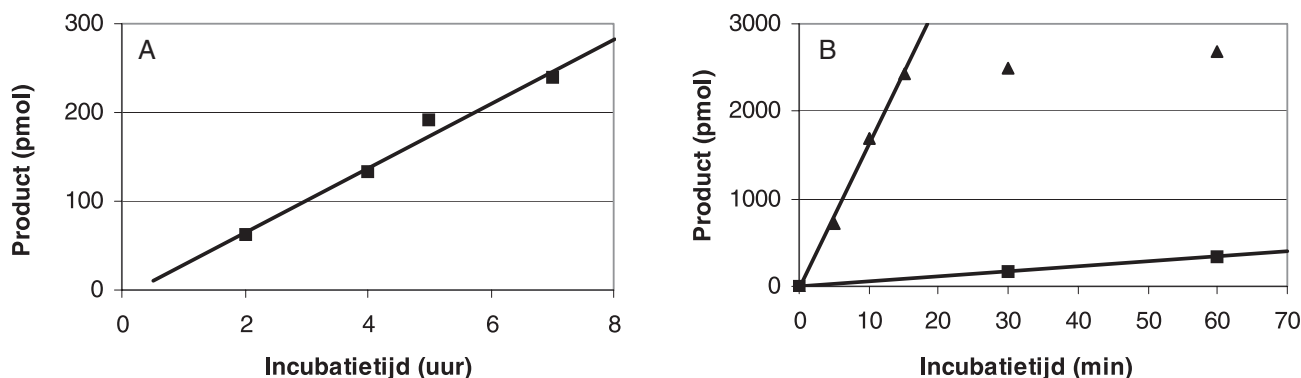 A
300
200
100
0
Product (pmol)
0 2 4 6 8
Incubatietijd (uur)
B
3000
2000
1000
0
Product (pmol)
0 10 20 30 40 50 60 70
Incubatietijd (min)